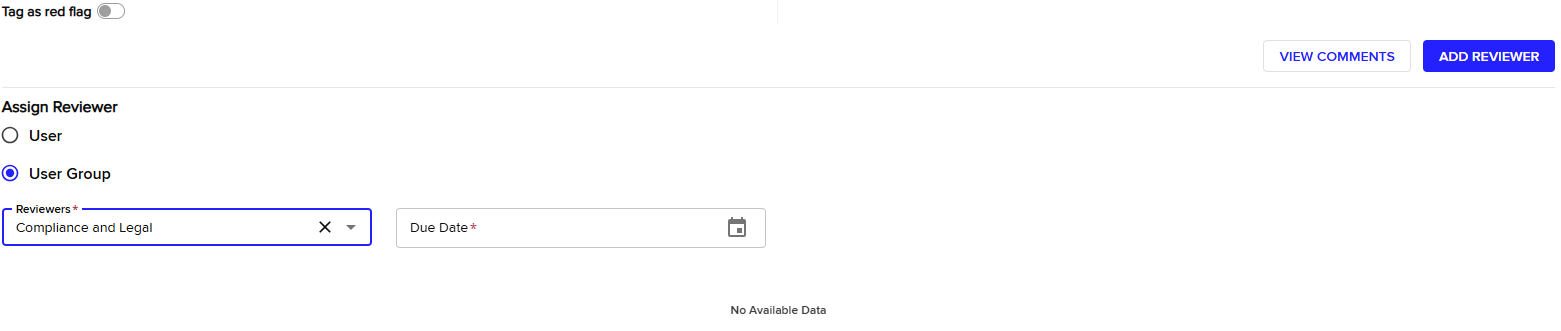 Tag as red flag
VIEW COMMENTS
ADD REVIEWER
Assign Reviewer
User
User Group
Reviewers*
Compliance and Legal
Due Date*
No Available Data